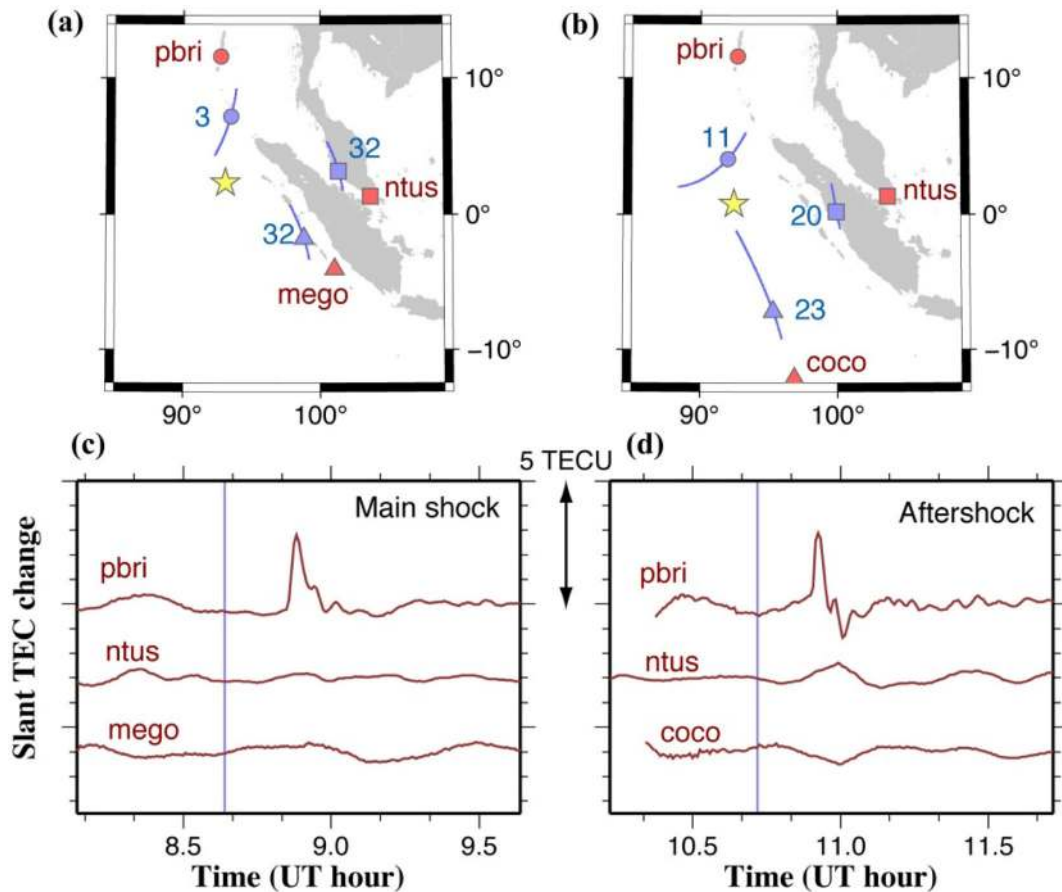 (a)
pbri
3
32
ntus
32
mego
10°
0°
−10°
90°
100°
(b)
pbri
11
ntus
20
23
coco
10°
0°
−10°
90°
100°
(c)
5 TECU
(d)
Main shock
pbri
ntus
mego
Slant TEC change
8.5
9.0
9.5
Time (UT hour)
Aftershock
pbri
ntus
coco
10.5
11.0
11.5
Time (UT hour)